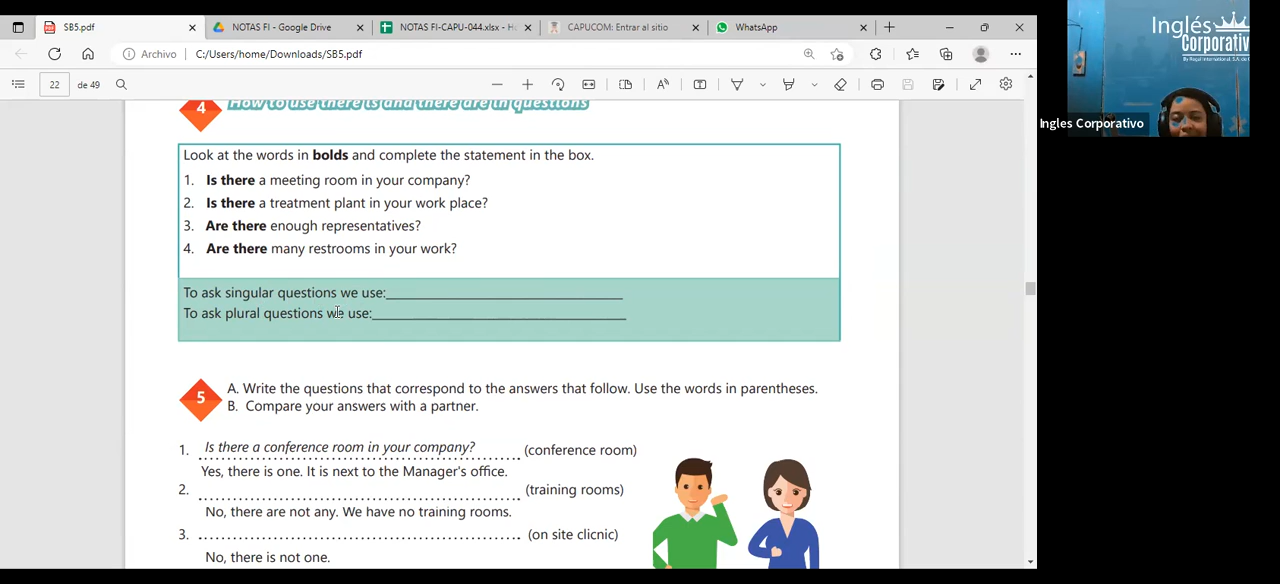 SB5.pdf
NOTAS FI - Google Drive
NOTAS FI-CAPU-044.xlsx - H
CAPUCOM: Entrar al sitio
WhatsApp
Archivo
C:/Users/home/Downloads/SB5.pdf
22
de 49
Inglés
Corporativ
By Regal International, S.A. de
Ingles Corporativo
4
How to use there is and there are in questions
Look at the words in bolds and complete the statement in the box.
1. Is there a meeting room in your company?
2. Is there a treatment plant in your work place?
3. Are there enough representatives?
4. Are there many restrooms in your work?
To ask singular questions we use:
To ask plural questions we use:
5
A. Write the questions that correspond to the answers that follow. Use the words in parentheses.
B. Compare your answers with a partner.
1. Is there a conference room in your company? (conference room)
Yes, there is one. It is next to the Manager's office.
2. (training rooms)
No, there are not any. We have no training rooms.
3. (on site clicnic)
No, there is not one.